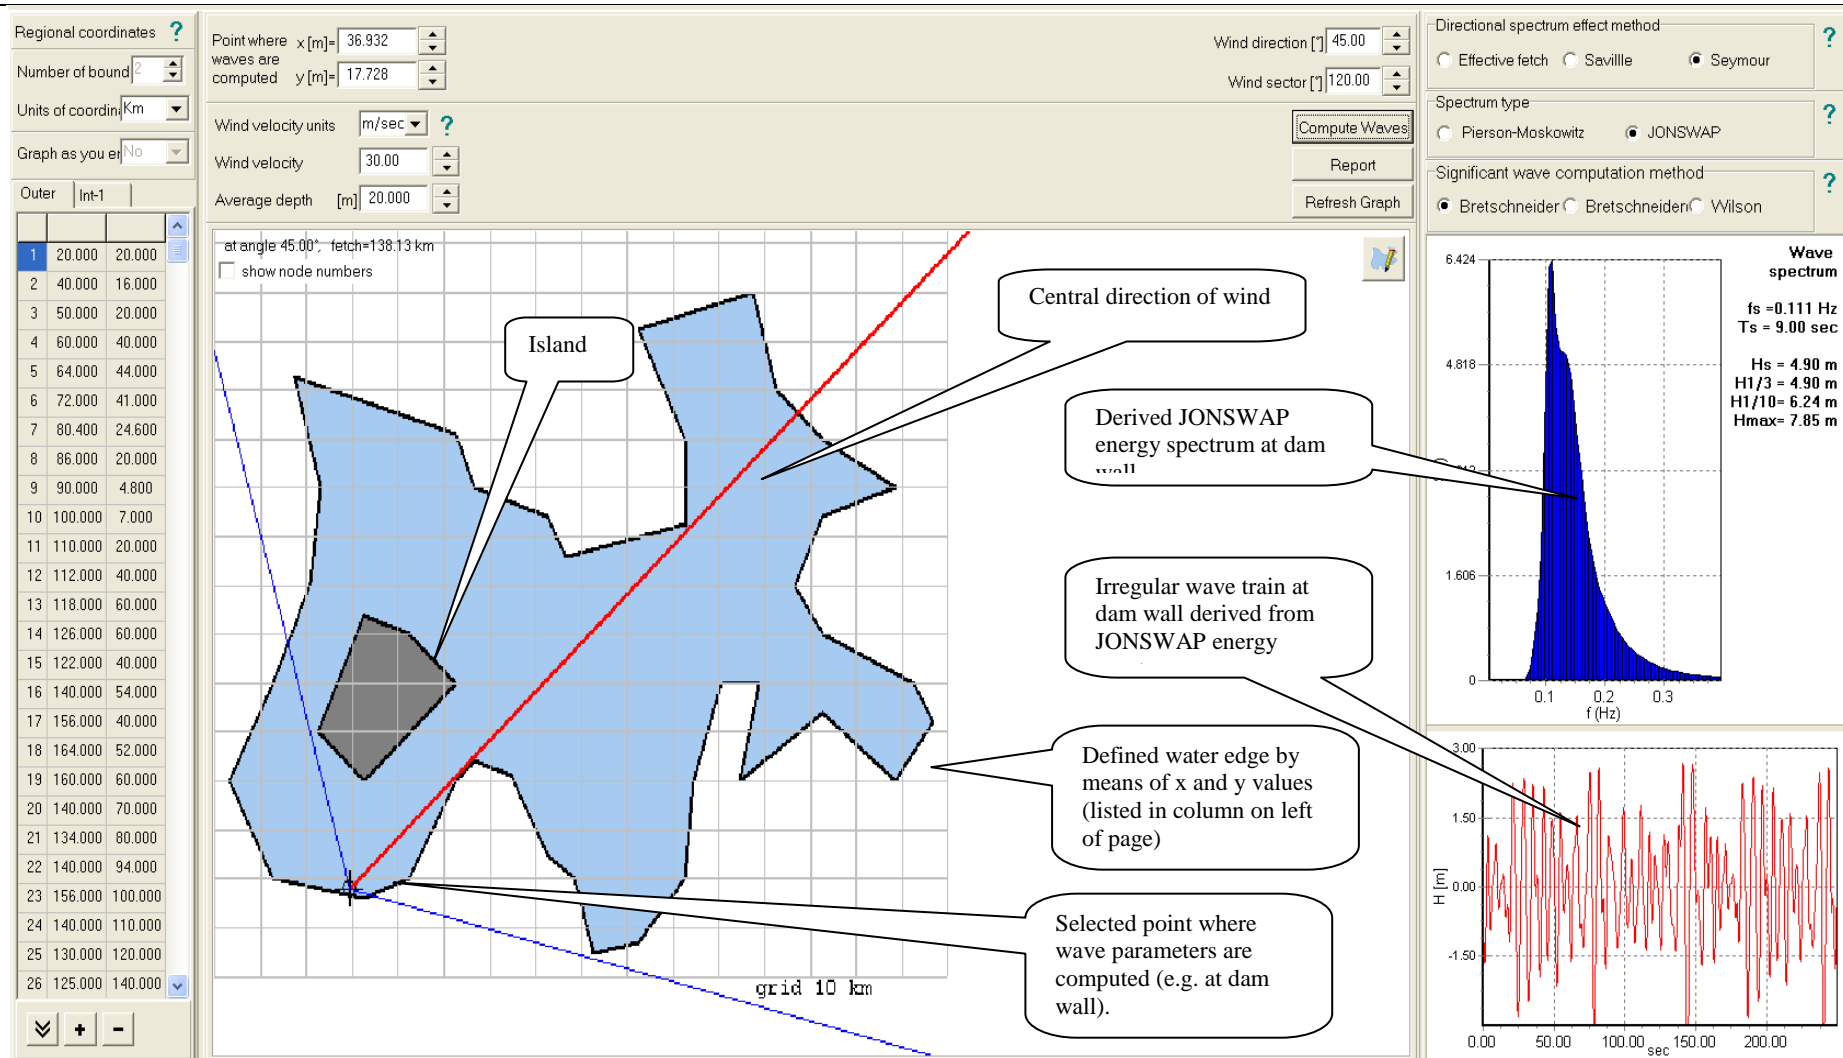 Regional coordinates ?
Number of bound 2
Units of coordin Km
Graph as you er No
Outer Int-1
1 20.000 20.000
2 40.000 16.000
3 50.000 20.000
4 60.000 40.000
5 64.000 44.000
6 72.000 41.000
7 80.400 24.600
8 86.000 20.000
9 90.000 4.800
10 100.000 7.000
11 110.000 20.000
12 112.000 40.000
13 118.000 60.000
14 126.000 60.000
15 122.000 40.000
16 140.000 54.000
17 156.000 40.000
18 164.000 52.000
19 160.000 60.000
20 140.000 70.000
21 134.000 80.000
22 140.000 94.000
23 156.000 100.000
24 140.000 110.000
25 130.000 120.000
26 125.000 140.000
+ -
Point where x [m]= 36.932
waves are
computed y [m]= 17.728
Wind direction [°] 45.00
Wind sector [°] 120.00
Wind velocity units m/sec ?
Wind velocity 30.00
Average depth [m] 20.000
Compute Waves
Report
Refresh Graph
at angle 45.00°, fetch=138.13 km
show node numbers
Island
Central direction of wind
Derived JONSWAP
energy spectrum at dam
wall
Irregular wave train at
dam wall derived from
JONSWAP energy
Defined water edge by
means of x and y values
(listed in column on left
of page)
Selected point where
wave parameters are
computed (e.g. at dam
wall).
grid 10 km
Directional spectrum effect method ?
Effective fetch Savillle Seymour
Spectrum type ?
Pierson-Moskowitz JONSWAP
Significant wave computation method ?
Bretschneider Bretschneider Wilson
Wave
spectrum
fs =0.111 Hz
Ts = 9.00 sec
Hs = 4.90 m
H1/3 = 4.90 m
H1/10= 6.24 m
Hmax= 7.85 m
6.424
4.818
1.606
0
0.1 0.2 0.3
f (Hz)
3.00
1.50
0.00
-1.50
H [m]
0.00 50.00 100.00 150.00 200.00
sec